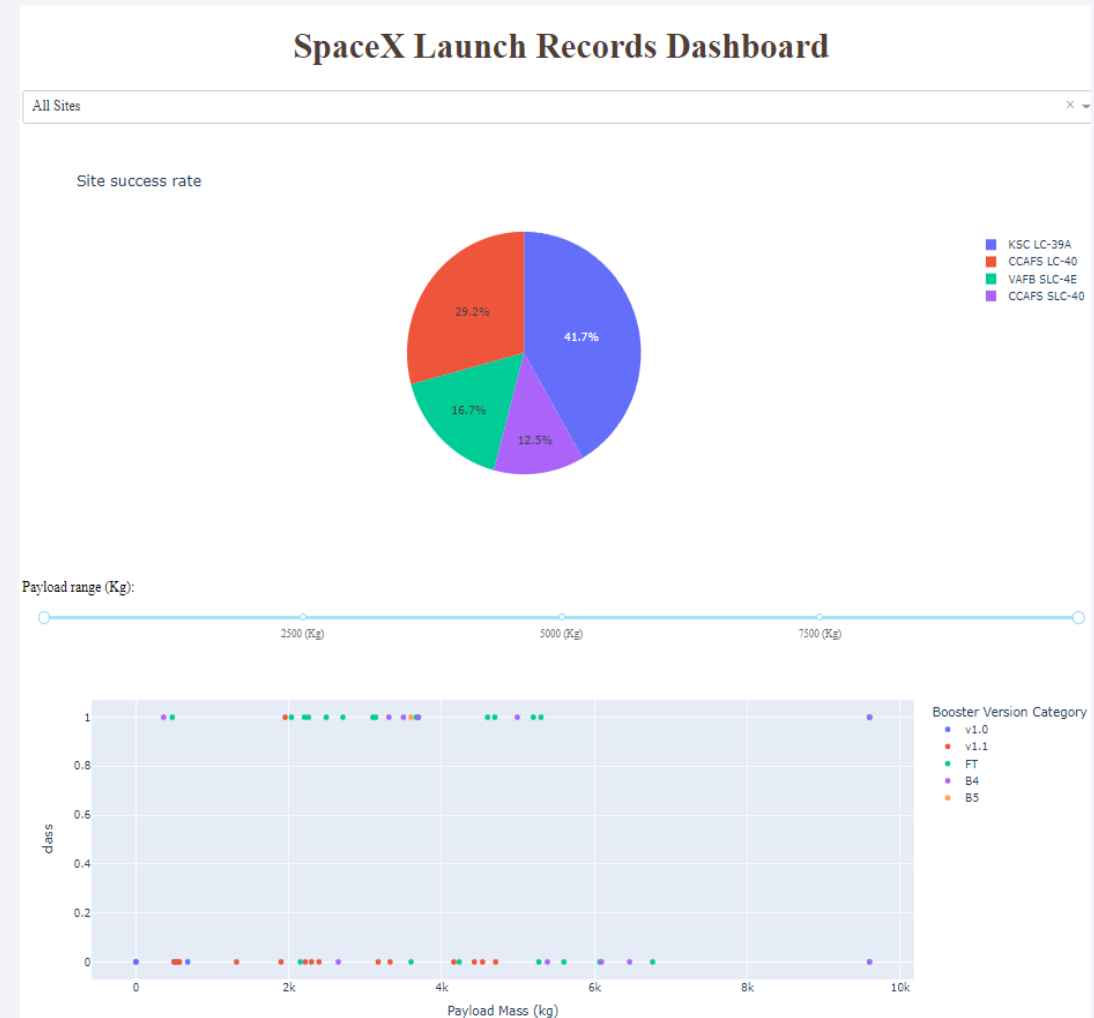 SpaceX Launch Records Dashboard
All Sites
Site success rate
KSC LC-39A
CCAFS LC-40
VAFB SLC-4E
CCAFS SLC-40
29.2%
41.7%
16.7%
12.5%
Payload range (Kg):
2500 (Kg) 5000 (Kg) 7500 (Kg)
Booster Version Category
v1.0
v1.1
FT
B4
B5
class
1
0.8
0.6
0.4
0.2
0
0 2k 4k 6k 8k 10k
Payload Mass (kg)